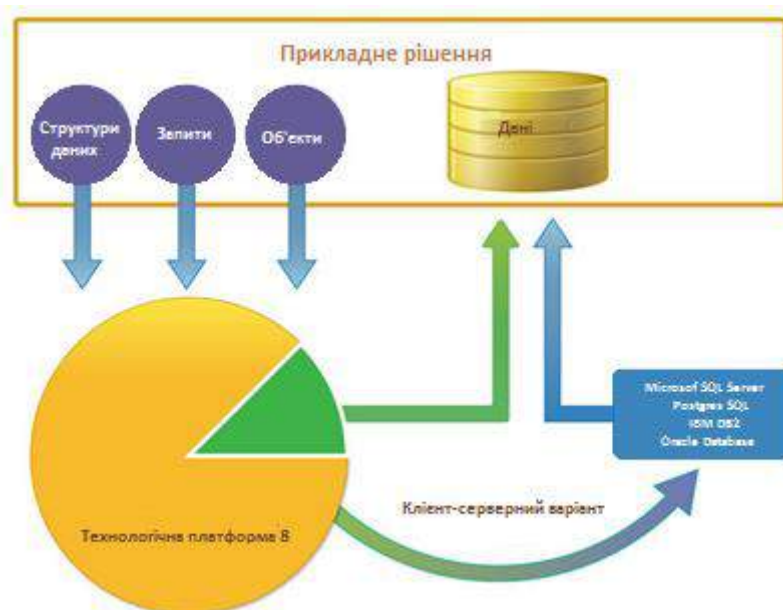 Прикладне рішення
Структури
даних
Запити
Об'єкти
Дані
Microsof SQL Server
Postgres SQL
IBM DB2
Oracle Database
Клієнт-серверний варіант
Технологічна платформа 8